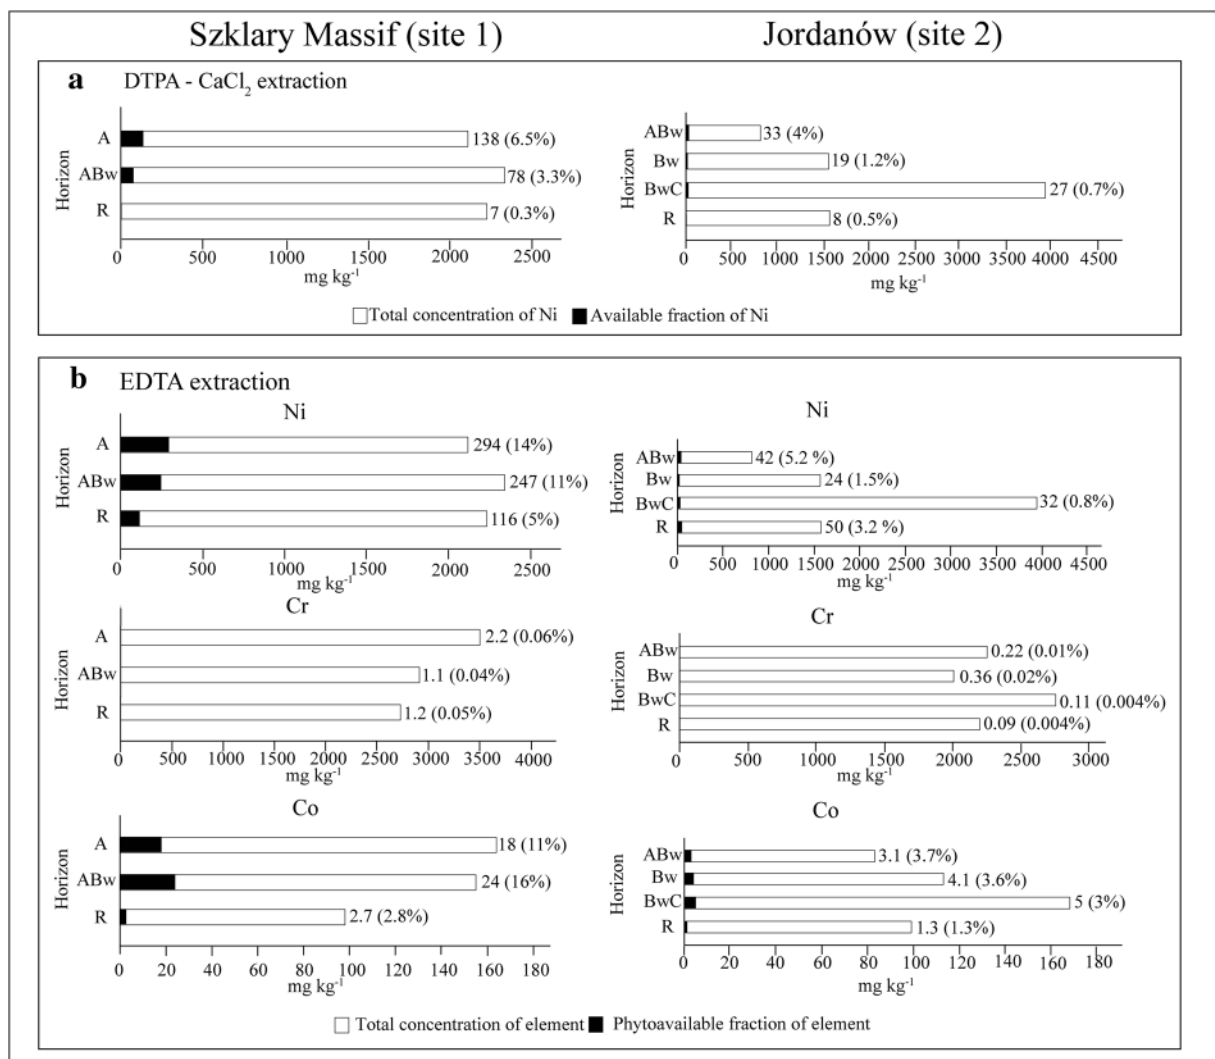 Szklary Massif (site 1)
Jordanów (site 2)
a DTPA - CaCl2 extraction
Horizon
A
138 (6.5%)
ABw
78 (3.3%)
R
7 (0.3%)
0 500 1000 1500 2000 2500
mg kg-1
Horizon
ABw
33 (4%)
Bw
19 (1.2%)
BwC
27 (0.7%)
R
8 (0.5%)
0 500 1000 1500 2000 2500 3000 3500 4000 4500
mg kg-1
Total concentration of Ni Available fraction of Ni
b EDTA extraction
Ni
Horizon
A
294 (14%)
ABw
247 (11%)
R
116 (5%)
0 500 1000 1500 2000 2500
mg kg-1
Ni
Horizon
ABw
42 (5.2 %)
Bw
24 (1.5%)
BwC
32 (0.8%)
R
50 (3.2 %)
0 500 1000 1500 2000 2500 3000 3500 4000 4500
mg kg-1
Cr
Horizon
A
2.2 (0.06%)
ABw
1.1 (0.04%)
R
1.2 (0.05%)
0 500 1000 1500 2000 2500 3000 3500 4000
mg kg-1
Cr
Horizon
ABw
0.22 (0.01%)
Bw
0.36 (0.02%)
BwC
0.11 (0.004%)
R
0.09 (0.004%)
0 500 1000 1500 2000 2500 3000
mg kg-1
Co
Horizon
A
18 (11%)
ABw
24 (16%)
R
2.7 (2.8%)
0 20 40 60 80 100 120 140 160 180
mg kg-1
Co
Horizon
ABw
3.1 (3.7%)
Bw
4.1 (3.6%)
BwC
5 (3%)
R
1.3 (1.3%)
0 20 40 60 80 100 120 140 160 180
mg kg-1
Total concentration of element Phytoavailable fraction of element